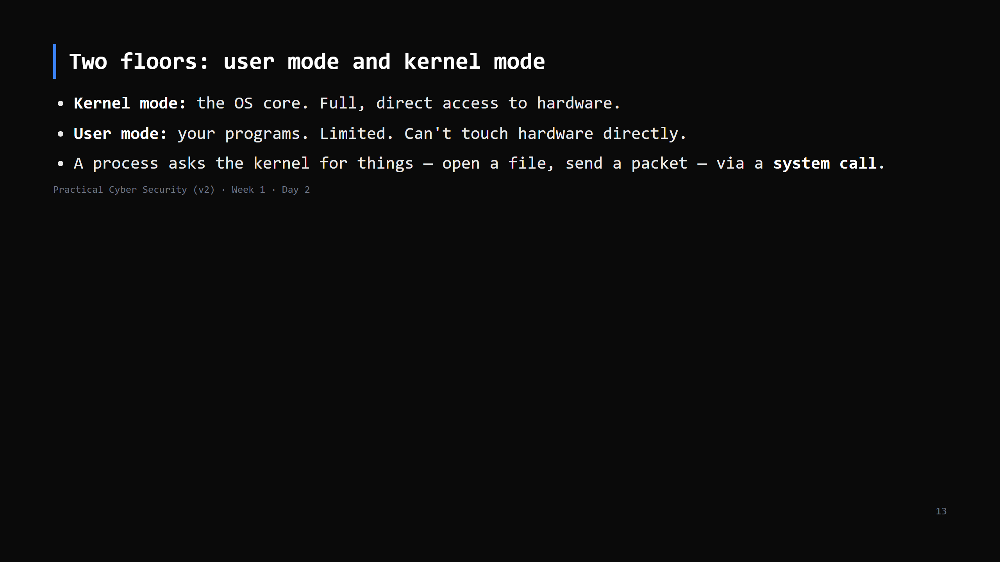 Two floors: user mode and kernel mode
• Kernel mode: the OS core. Full, direct access to hardware.
• User mode: your programs. Limited. Can't touch hardware directly.
• A process asks the kernel for things — open a file, send a packet — via a system call.
Practical Cyber Security (v2) · Week 1 · Day 2
13